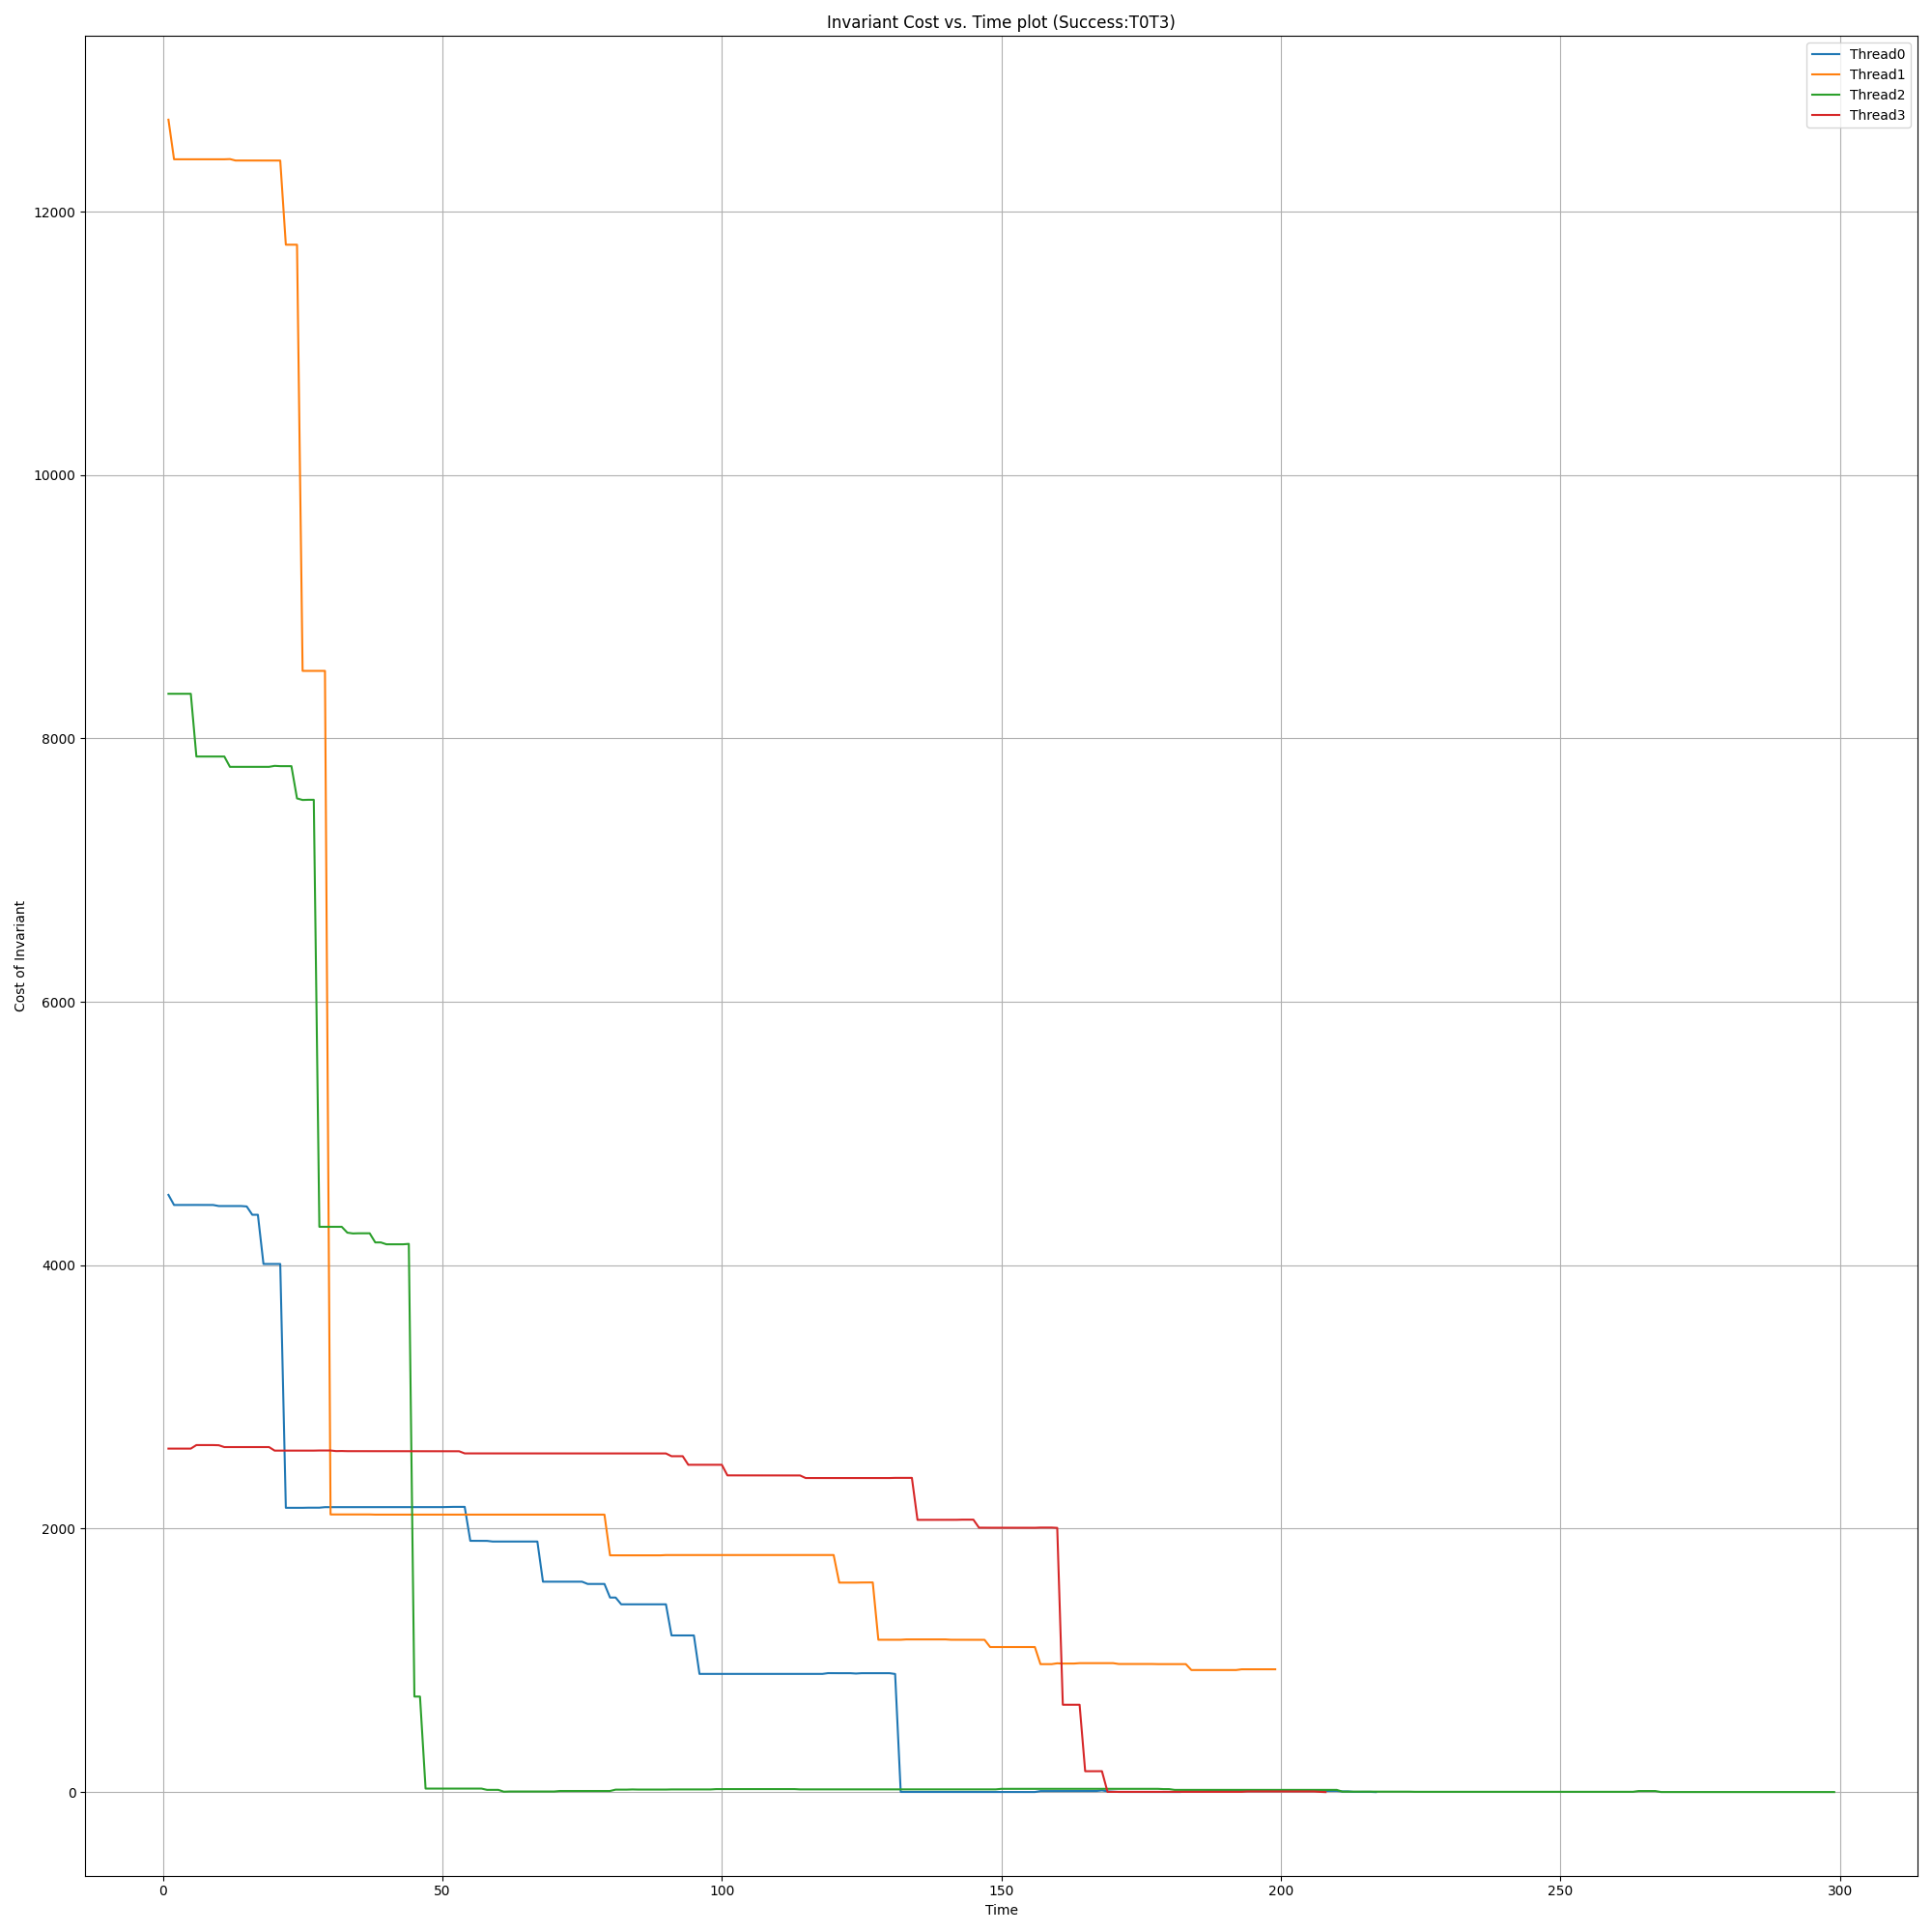 Invariant Cost vs. Time plot (Success:T0T3)
Thread0
Thread1
Thread2
Thread3
12000
10000
8000
6000
4000
2000
0
Cost of Invariant
0 50 100 150 200 250 300
Time